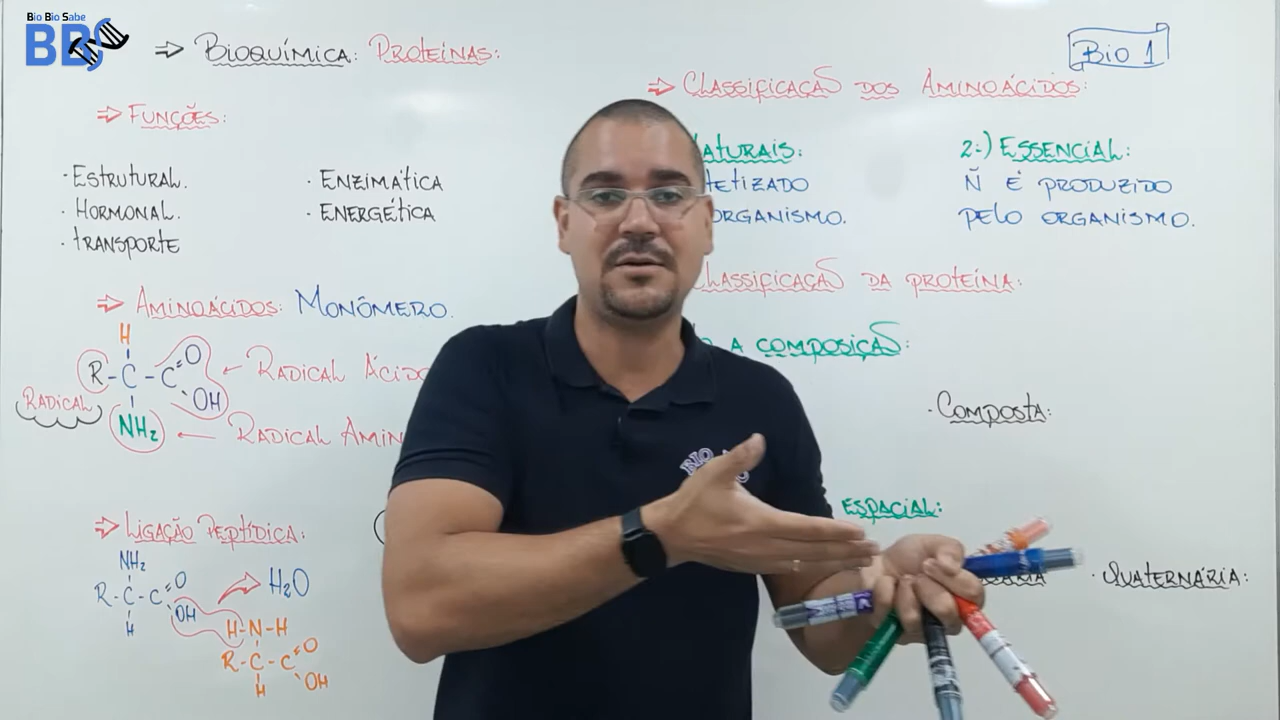 Bio Bio Sabe
BBS
⇒ BIOQUÍMICA: PROTEÍNAS:
Bio 1
⇒ FUNÇÕES:
· ESTRUTURAL.
· HORMONAL.
· TRANSPORTE
· ENZIMÁTICA
· ENERGÉTICA
⇒ AMINOÁCIDOS: MONÔMERO.
H
R - C - C = O
OH
NH₂
RADICAL
← RADICAL ÁCIDO
← RADICAL AMIN
⇒ LIGAÇÃO PEPTÍDICA:
NH₂
R - C - C = O
OH
H
H₂O
H - N - H
R - C - C = O
OH
H
⇒ CLASSIFICAÇÃO DOS AMINOÁCIDOS:
ATURAIS:
TETIZADO
ORGANISMO.
2:) ESSENCIAL:
Ñ É PRODUZIDO
PELO ORGANISMO.
CLASSIFICAÇÃO DA PROTEÍNA:
A COMPOSIÇÃO:
· COMPOSTA:
ESPACIAL:
· QUATERNÁRIA:
BIO